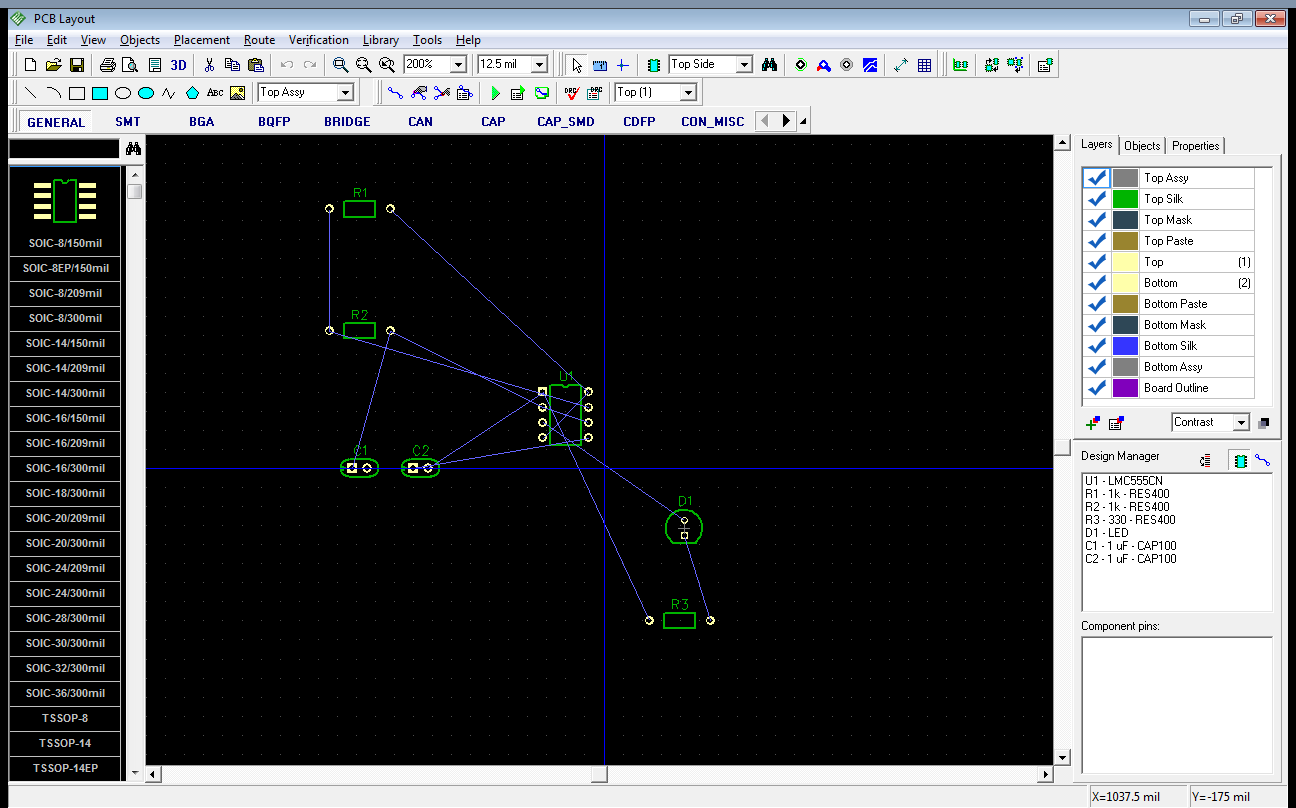 PCB Layout
File Edit View Objects Placement Route Verification Library Tools Help
3D 200% 12.5 mil Top Side
ABC Top Assy DRC DRC Top (1)
GENERAL SMT BGA BQFP BRIDGE CAN CAP CAP_SMD CDFP CON_MISC
SOIC-8/150mil
SOIC-8EP/150mil
SOIC-8/209mil
SOIC-8/300mil
SOIC-14/150mil
SOIC-14/209mil
SOIC-14/300mil
SOIC-16/150mil
SOIC-16/209mil
SOIC-16/300mil
SOIC-18/300mil
SOIC-20/209mil
SOIC-20/300mil
SOIC-24/209mil
SOIC-24/300mil
SOIC-28/300mil
SOIC-30/300mil
SOIC-32/300mil
SOIC-36/300mil
TSSOP-8
TSSOP-14
TSSOP-14EP
R1
R2
U1
C1 C2
D1
R3
Layers Objects Properties
Top Assy
Top Silk
Top Mask
Top Paste
Top (1)
Bottom (2)
Bottom Paste
Bottom Mask
Bottom Silk
Bottom Assy
Board Outline
Contrast
Design Manager
U1 - LMC555CN
R1 - 1k - RES400
R2 - 1k - RES400
R3 - 330 - RES400
D1 - LED
C1 - 1 uF - CAP100
C2 - 1 uF - CAP100
Component pins:
X=1037.5 mil Y=-175 mil